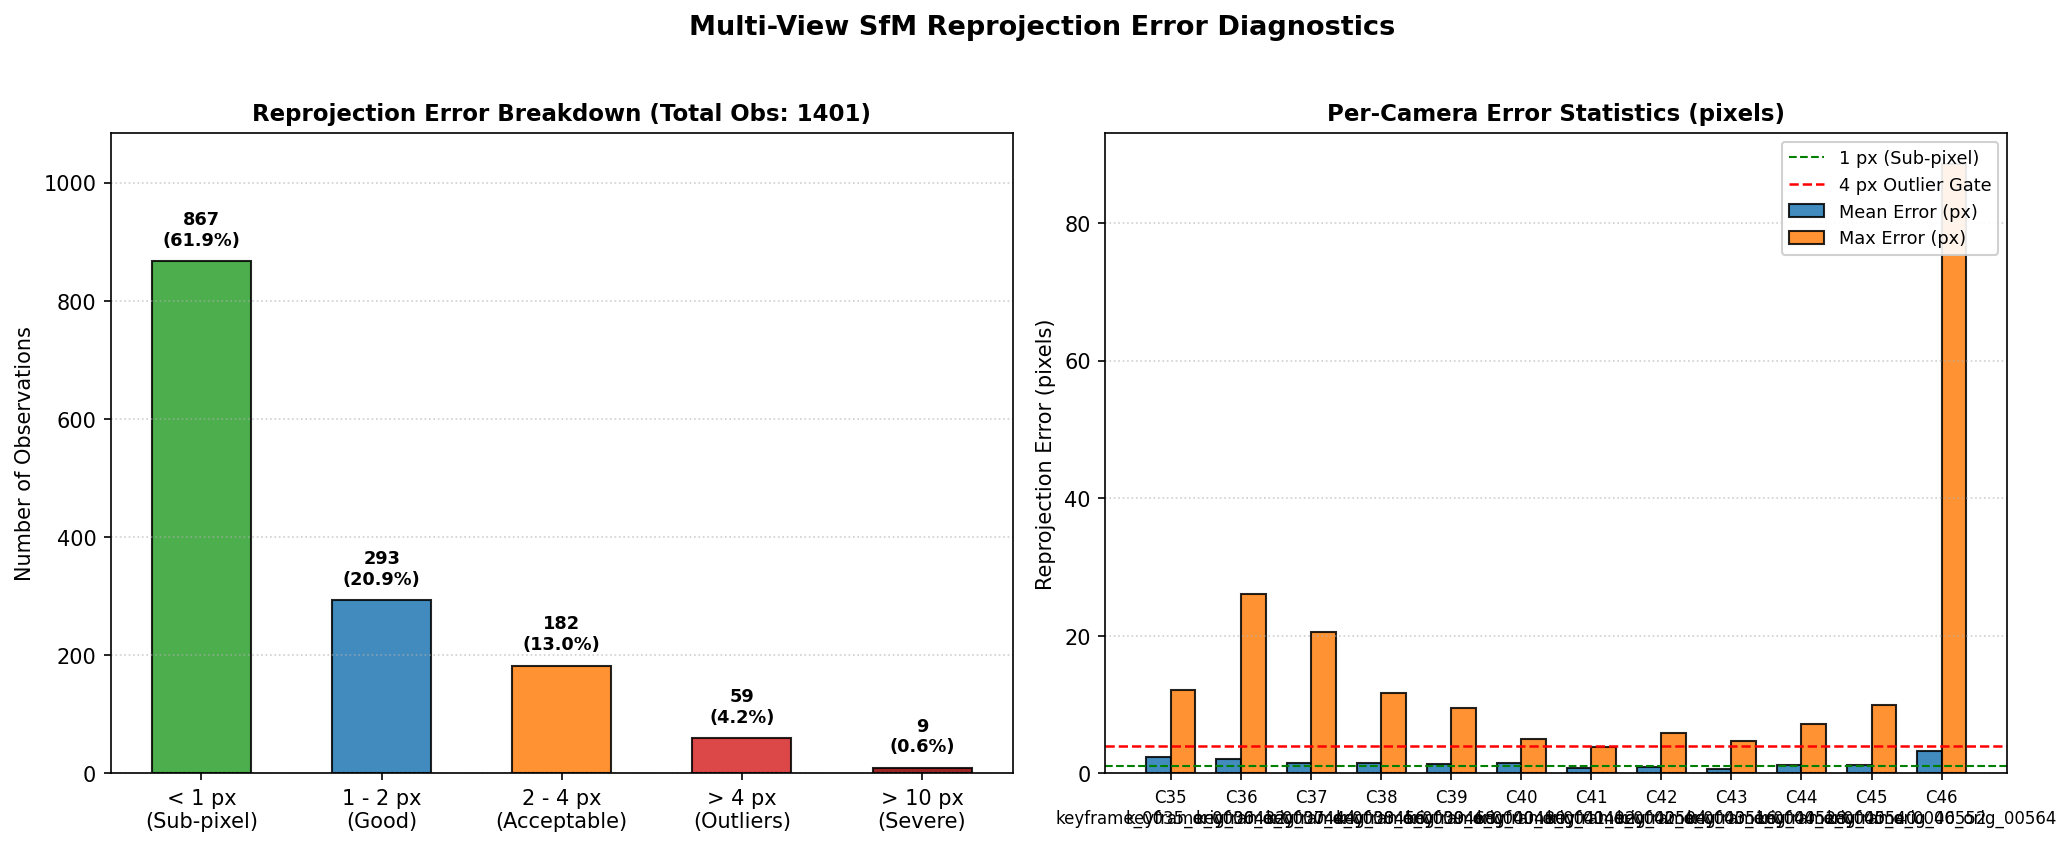 Multi-View SfM Reprojection Error Diagnostics
Reprojection Error Breakdown (Total Obs: 1401)
Number of Observations
1000
800
600
400
200
0
867
(61.9%)
293
(20.9%)
182
(13.0%)
59
(4.2%)
9
(0.6%)
< 1 px
(Sub-pixel)
1 - 2 px
(Good)
2 - 4 px
(Acceptable)
> 4 px
(Outliers)
> 10 px
(Severe)
Per-Camera Error Statistics (pixels)
Reprojection Error (pixels)
80
60
40
20
0
1 px (Sub-pixel)
4 px Outlier Gate
Mean Error (px)
Max Error (px)
C35 C36 C37 C38 C39 C40 C41 C42 C43 C44 C45 C46